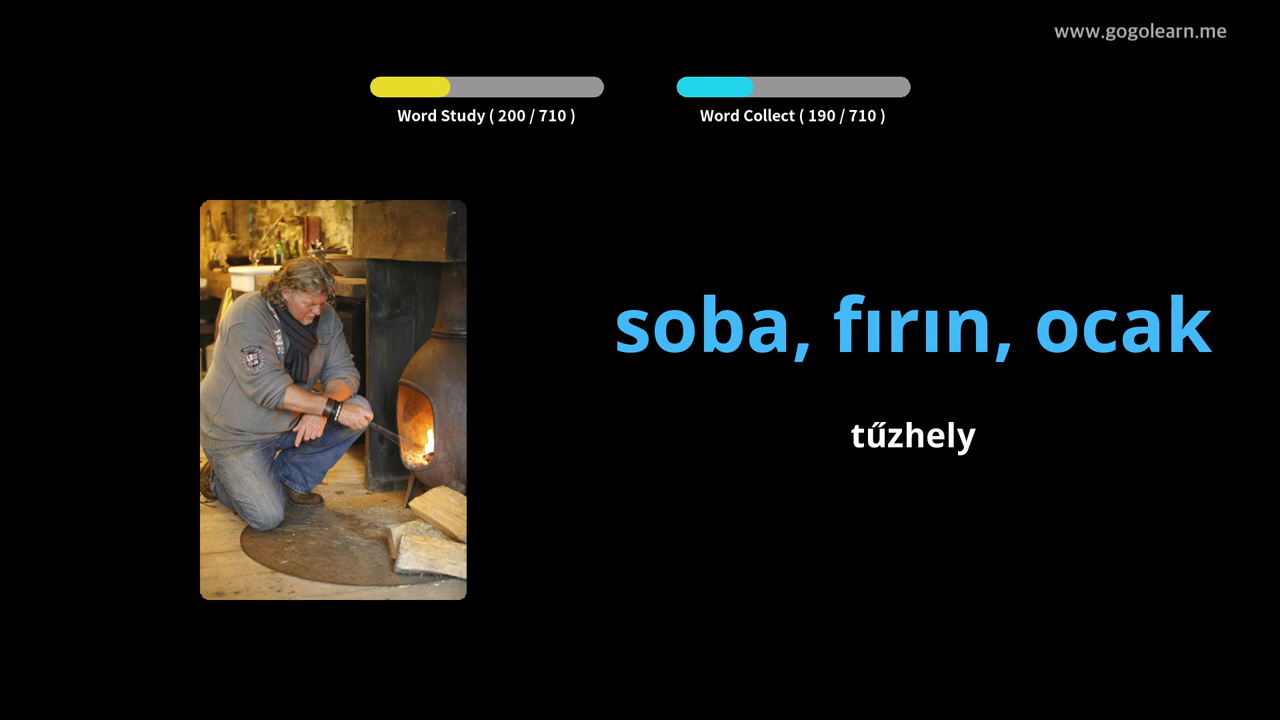 www.gogolearn.me
Word Study ( 200 / 710 )
Word Collect ( 190 / 710 )
soba, fırın, ocak
tűzhely